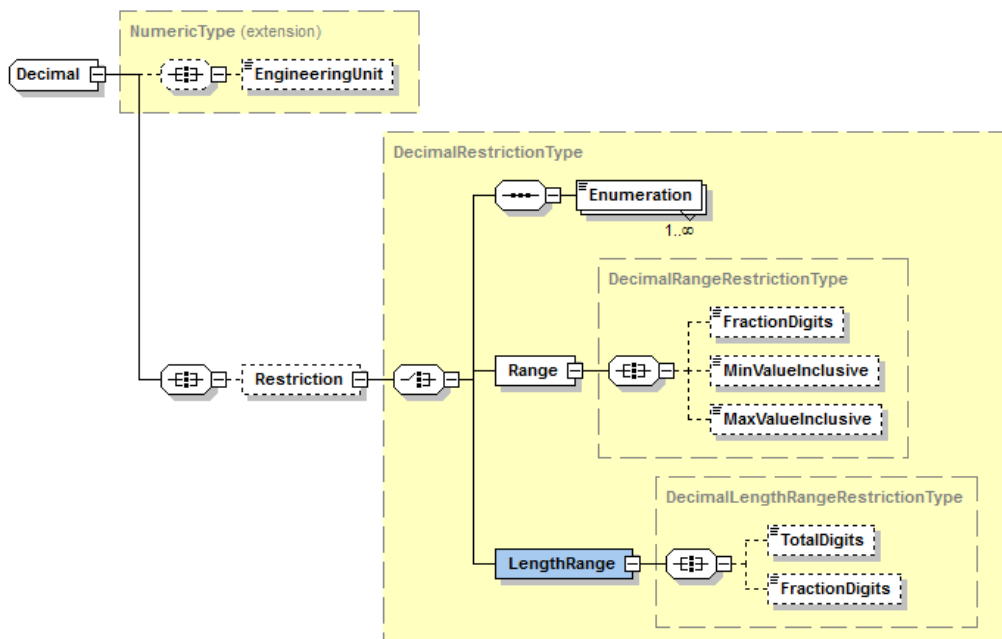 NumericType (extension)
Decimal
EngineeringUnit
DecimalRestrictionType
Enumeration
1..∞
DecimalRangeRestrictionType
FractionDigits
Range
MinValueInclusive
Restriction
MaxValueInclusive
DecimalLengthRangeRestrictionType
TotalDigits
LengthRange
FractionDigits